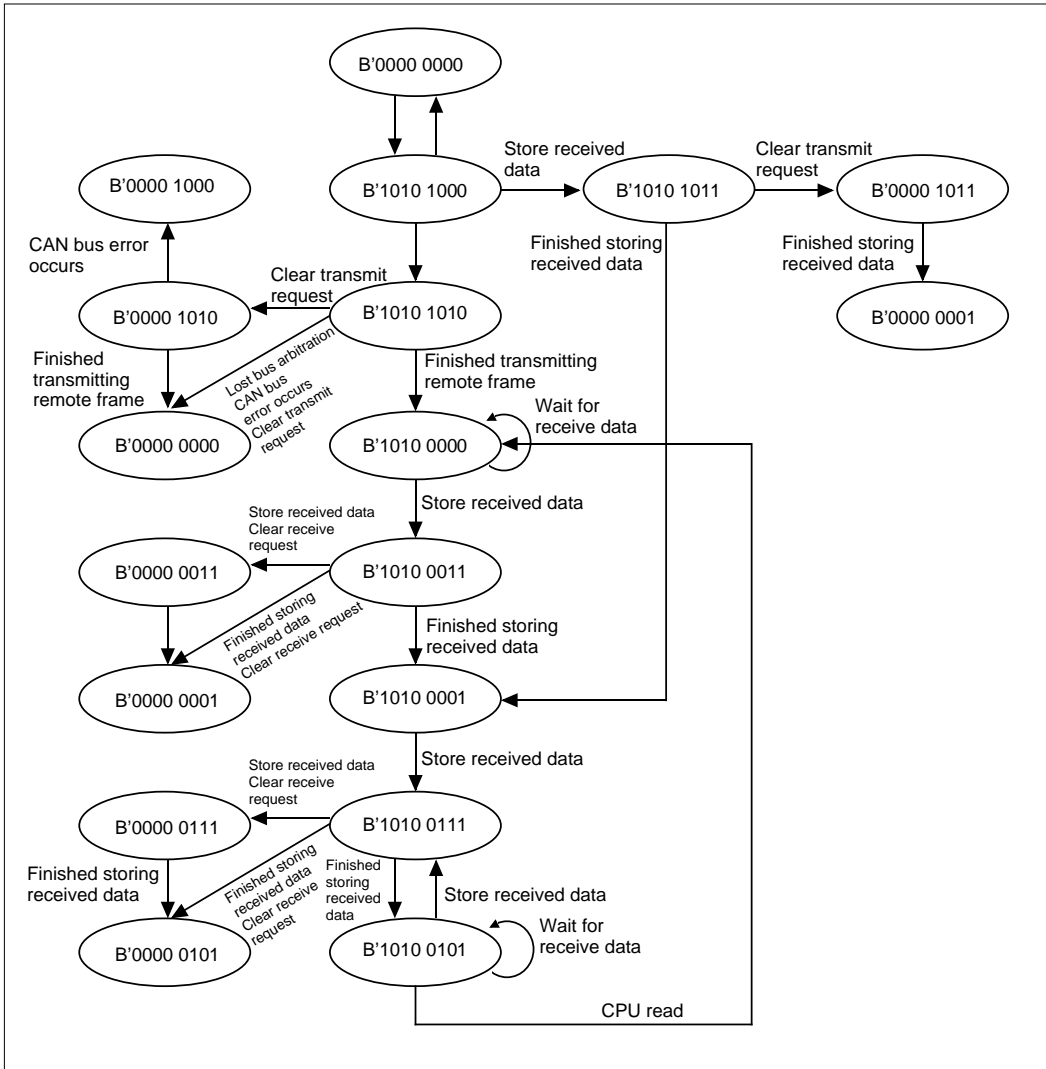 B'0000 0000
Store received
data
Clear transmit
request
B'0000 1000
B'1010 1000
B'1010 1011
B'0000 1011
CAN bus error
occurs
Finished storing
received data
Finished storing
received data
Clear transmit
request
B'0000 1010
B'1010 1010
B'0000 0001
Finished
transmitting
remote frame
Lost bus arbitration
CAN bus
error occurs
Clear transmit
request
Finished transmitting
remote frame
Wait for
receive data
B'0000 0000
B'1010 0000
Store received data
Store received data
Clear receive
request
B'0000 0011
B'1010 0011
Finished storing
received data
Clear receive request
Finished storing
received data
B'0000 0001
B'1010 0001
Store received data
Store received data
Clear receive
request
B'0000 0111
B'1010 0111
Finished storing
received data
Finished storing
received data
Clear receive
request
Finished
storing
received
data
Store received data
Wait for
receive data
B'0000 0101
B'1010 0101
CPU read